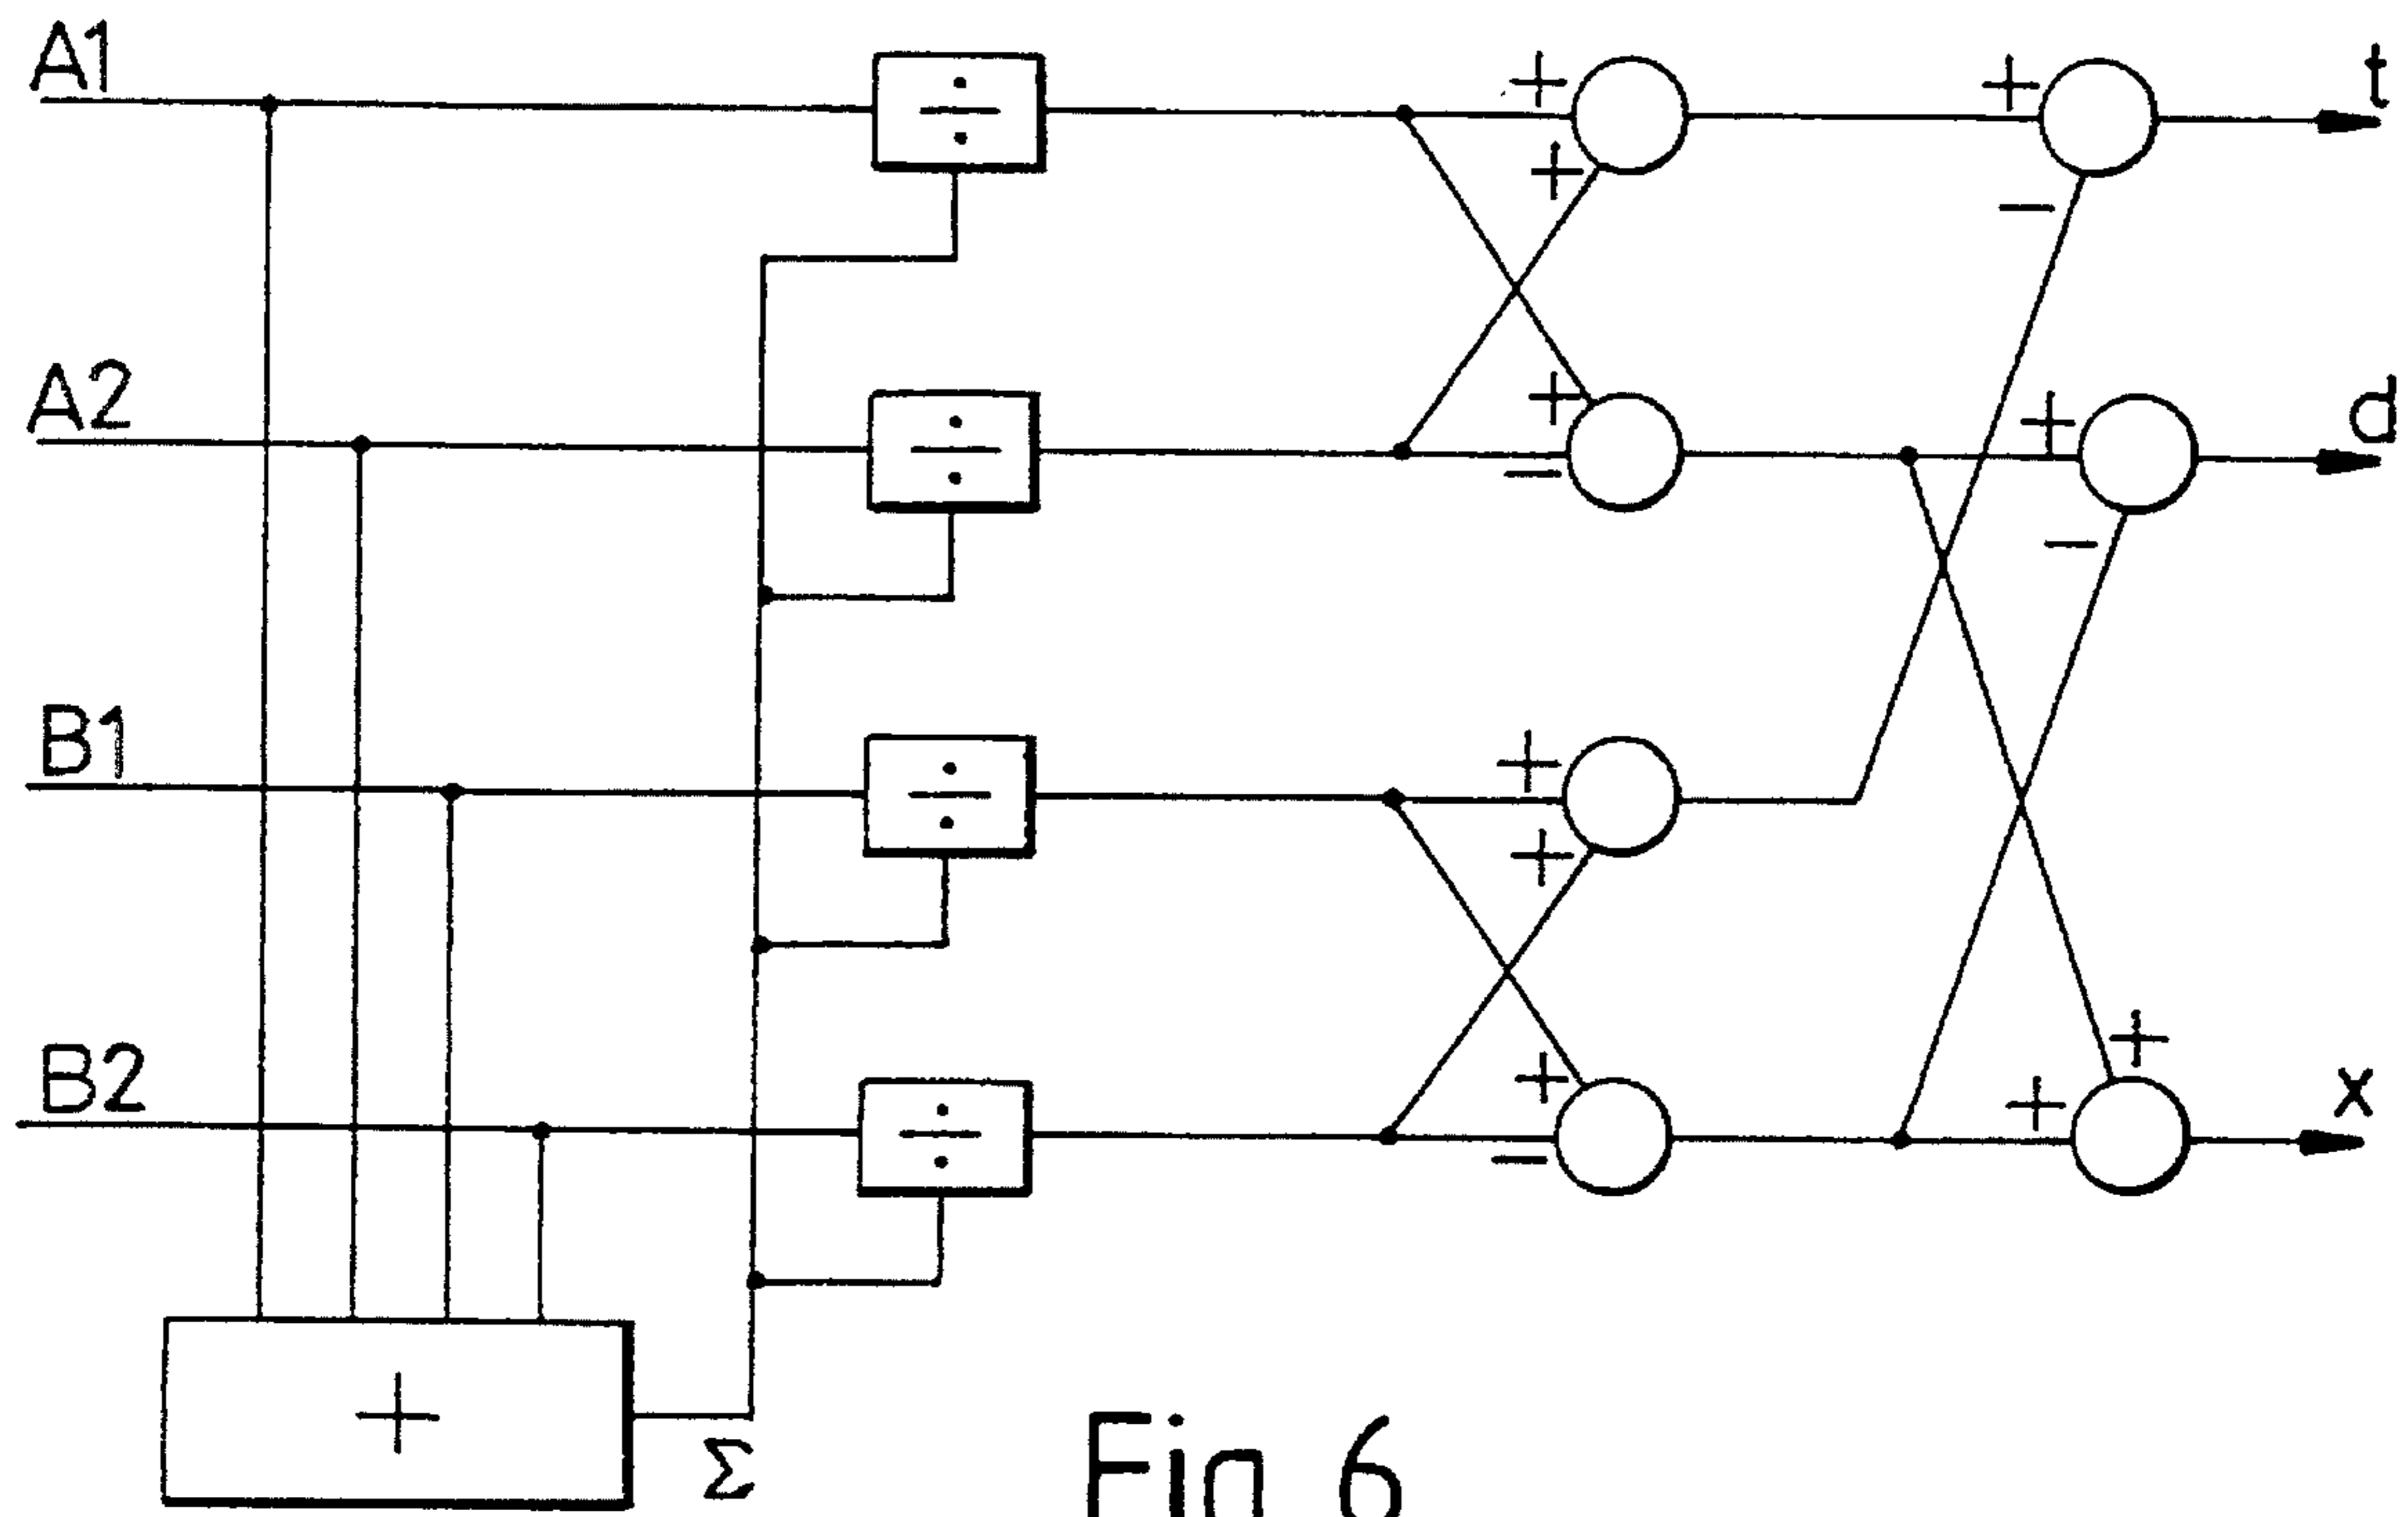 A1
+
+
t
÷
+
−
A2
+
+
d
÷
−
−
B1
+
÷
+
B2
+
+
+
x
÷
−
+
Σ
Fig 6